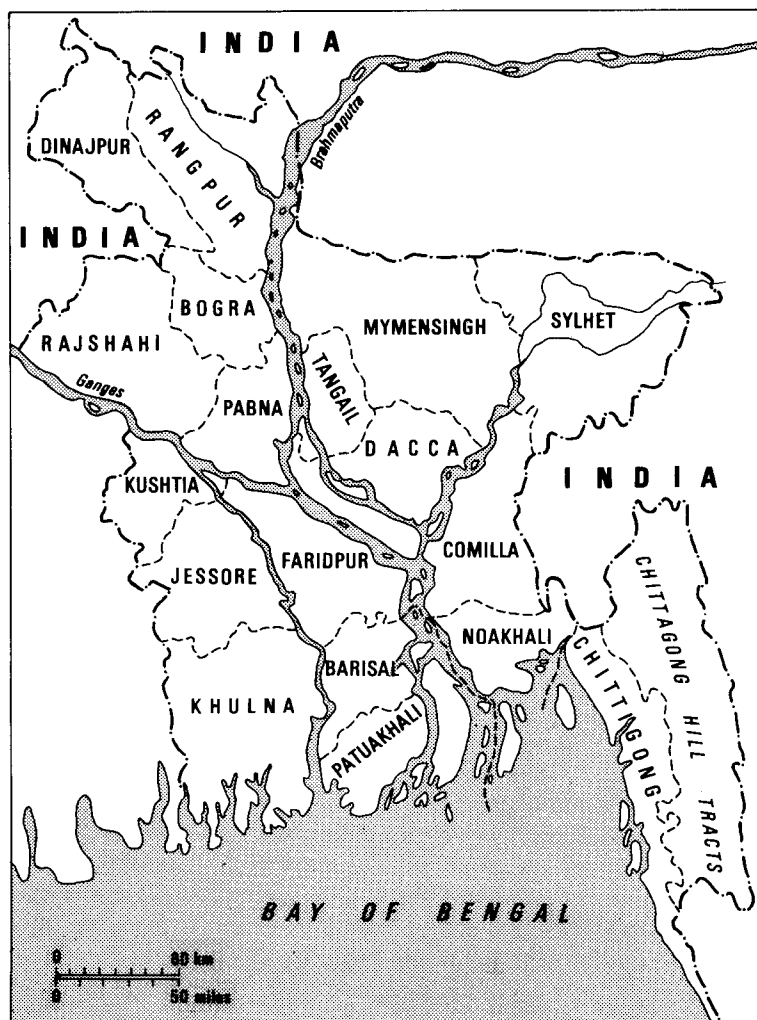 INDIA
Brahmaputra
DINAJPUR
RANGPUR
INDIA
BOGRA
RAJSHAHI
MYMENSINGH
SYLHET
Ganges
PABNA
TANGAIL
DACCA
INDIA
KUSHTIA
JESSORE
FARIDPUR
COMILLA
NOAKHALI
CHITTAGONG HILL TRACTS
CHITTIGONG
BARISAL
KHULNA
PATUAKHALI
BAY OF BENGAL
0 80 km
0 50 miles